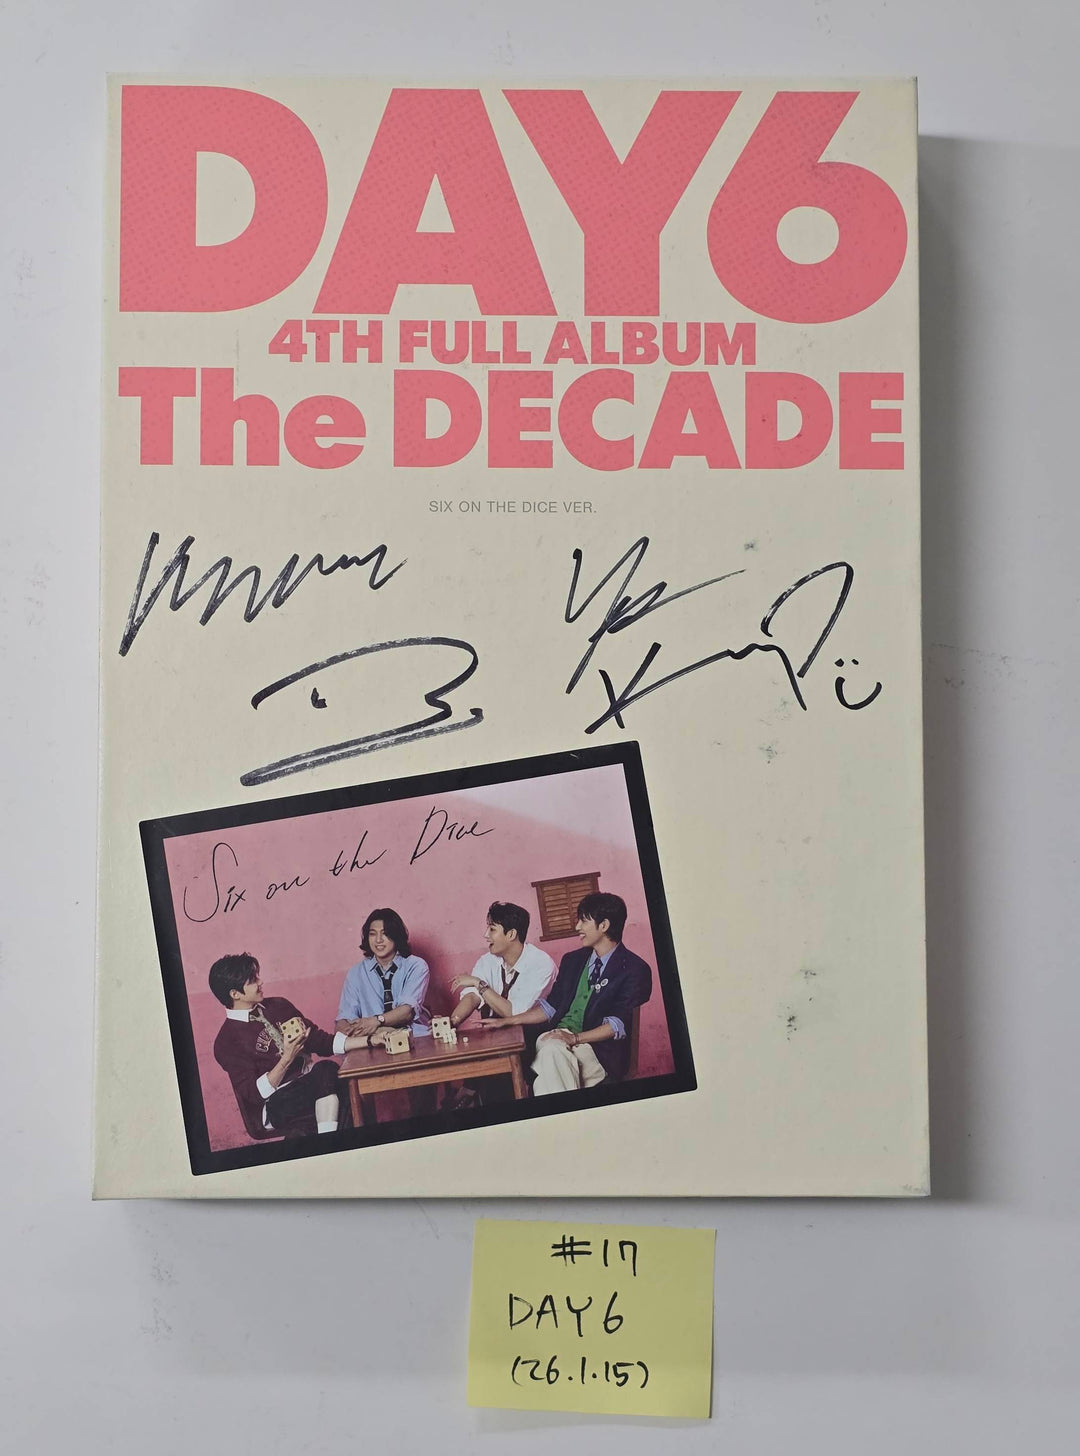 DAY6
4TH FULL ALBUM
The DECADE
SIX ON THE DICE VER.
Six on the Dice
#17
DAY6
(26.1.15)